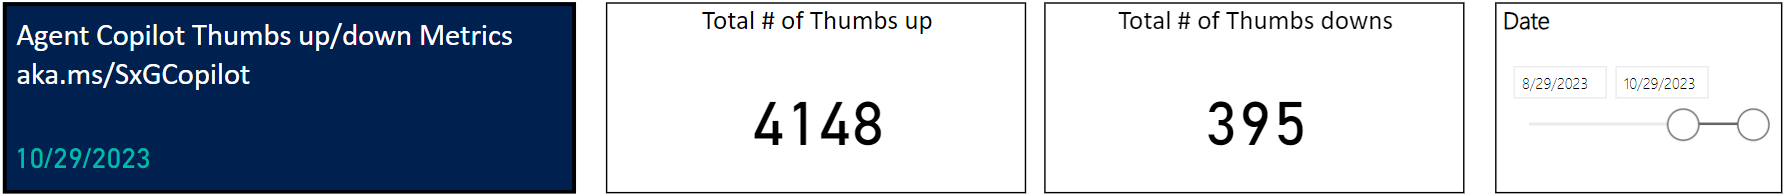 Agent Copilot Thumbs up/down Metrics
aka.ms/SxGCopilot
10/29/2023
Total # of Thumbs up
4148
Total # of Thumbs downs
395
Date
8/29/2023 10/29/2023